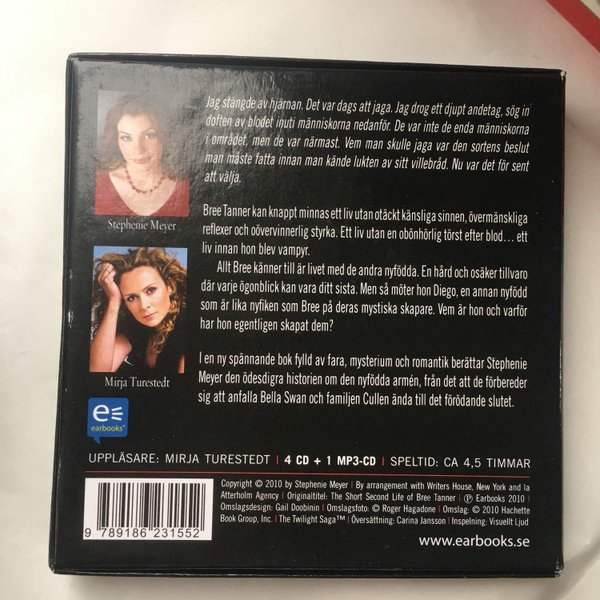 Jag stängde av hjärnan. Det var dags att jaga. Jag drog ett djupt andetag, sög in
doften av blodet inuti människorna nedanför. De var inte de enda människorna
i området, men de var närmast. Vem man skulle jaga var den sortens beslut
man måste fatta innan man kände lukten av sitt villebråd. Nu var det för sent
att välja.
Stephenie Meyer
Bree Tanner kan knappt minnas ett liv utan otäckt känsliga sinnen, övermänskliga
reflexer och oövervinnerlig styrka. Ett liv utan en obönhörlig törst efter blod… ett
liv innan hon blev vampyr.
Allt Bree känner till är livet med de andra nyfödda. En hård och osäker tillvaro
där varje ögonblick kan vara ditt sista. Men så möter hon Diego, en annan nyfödd
som är lika nyfiken som Bree på deras mystiska skapare. Vem är hon och varför
har hon egentligen skapat dem?
Mirja Turestedt
I en ny spännande bok fylld av fara, mysterium och romantik berättar Stephenie
Meyer den ödesdigra historien om den nyfödda armén, från det att de förbereder
sig att anfalla Bella Swan och familjen Cullen ända till det förödande slutet.
e
earbooks®
UPPLÄSARE: MIRJA TURESTEDT | 4 CD + 1 MP3-CD | SPELTID: CA 4,5 TIMMAR
Copyright © 2010 by Stephenie Meyer | By arrangement with Writers House, New York and Ia
Atterholm Agency | Originaltitel: The Short Second Life of Bree Tanner | ℗ Earbooks 2010 |
Omslagsdesign: Gail Doobinin | Omslagsfoto: © Roger Hagadone | Omslag: © 2010 Hachette
Book Group, Inc. | The Twilight Saga™ | Översättning: Carina Jansson | Inspelning: Visuellt Ljud
9 789186 231552
www.earbooks.se